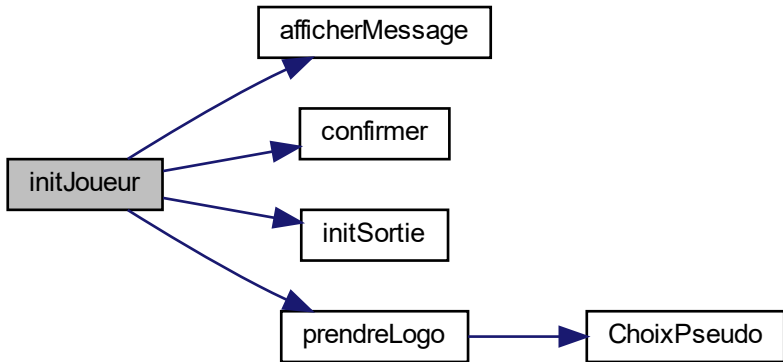 afficherMessage
confirmer
initJoueur
initSortie
prendreLogo
ChoixPseudo